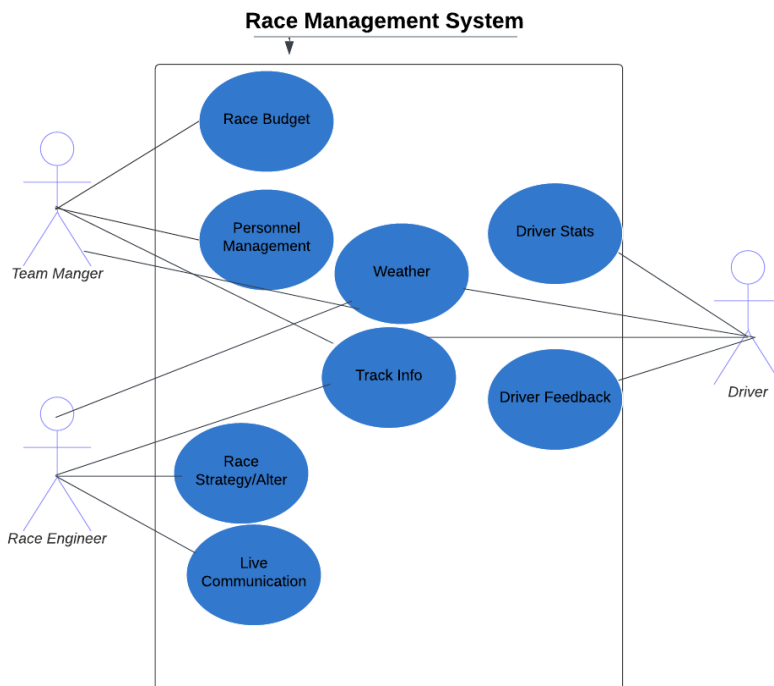 Race Management System
Race Budget
Personnel
Management
Driver Stats
Weather
Team Manger
Track Info
Driver Feedback
Driver
Race
Strategy/Alter
Race Engineer
Live
Communication